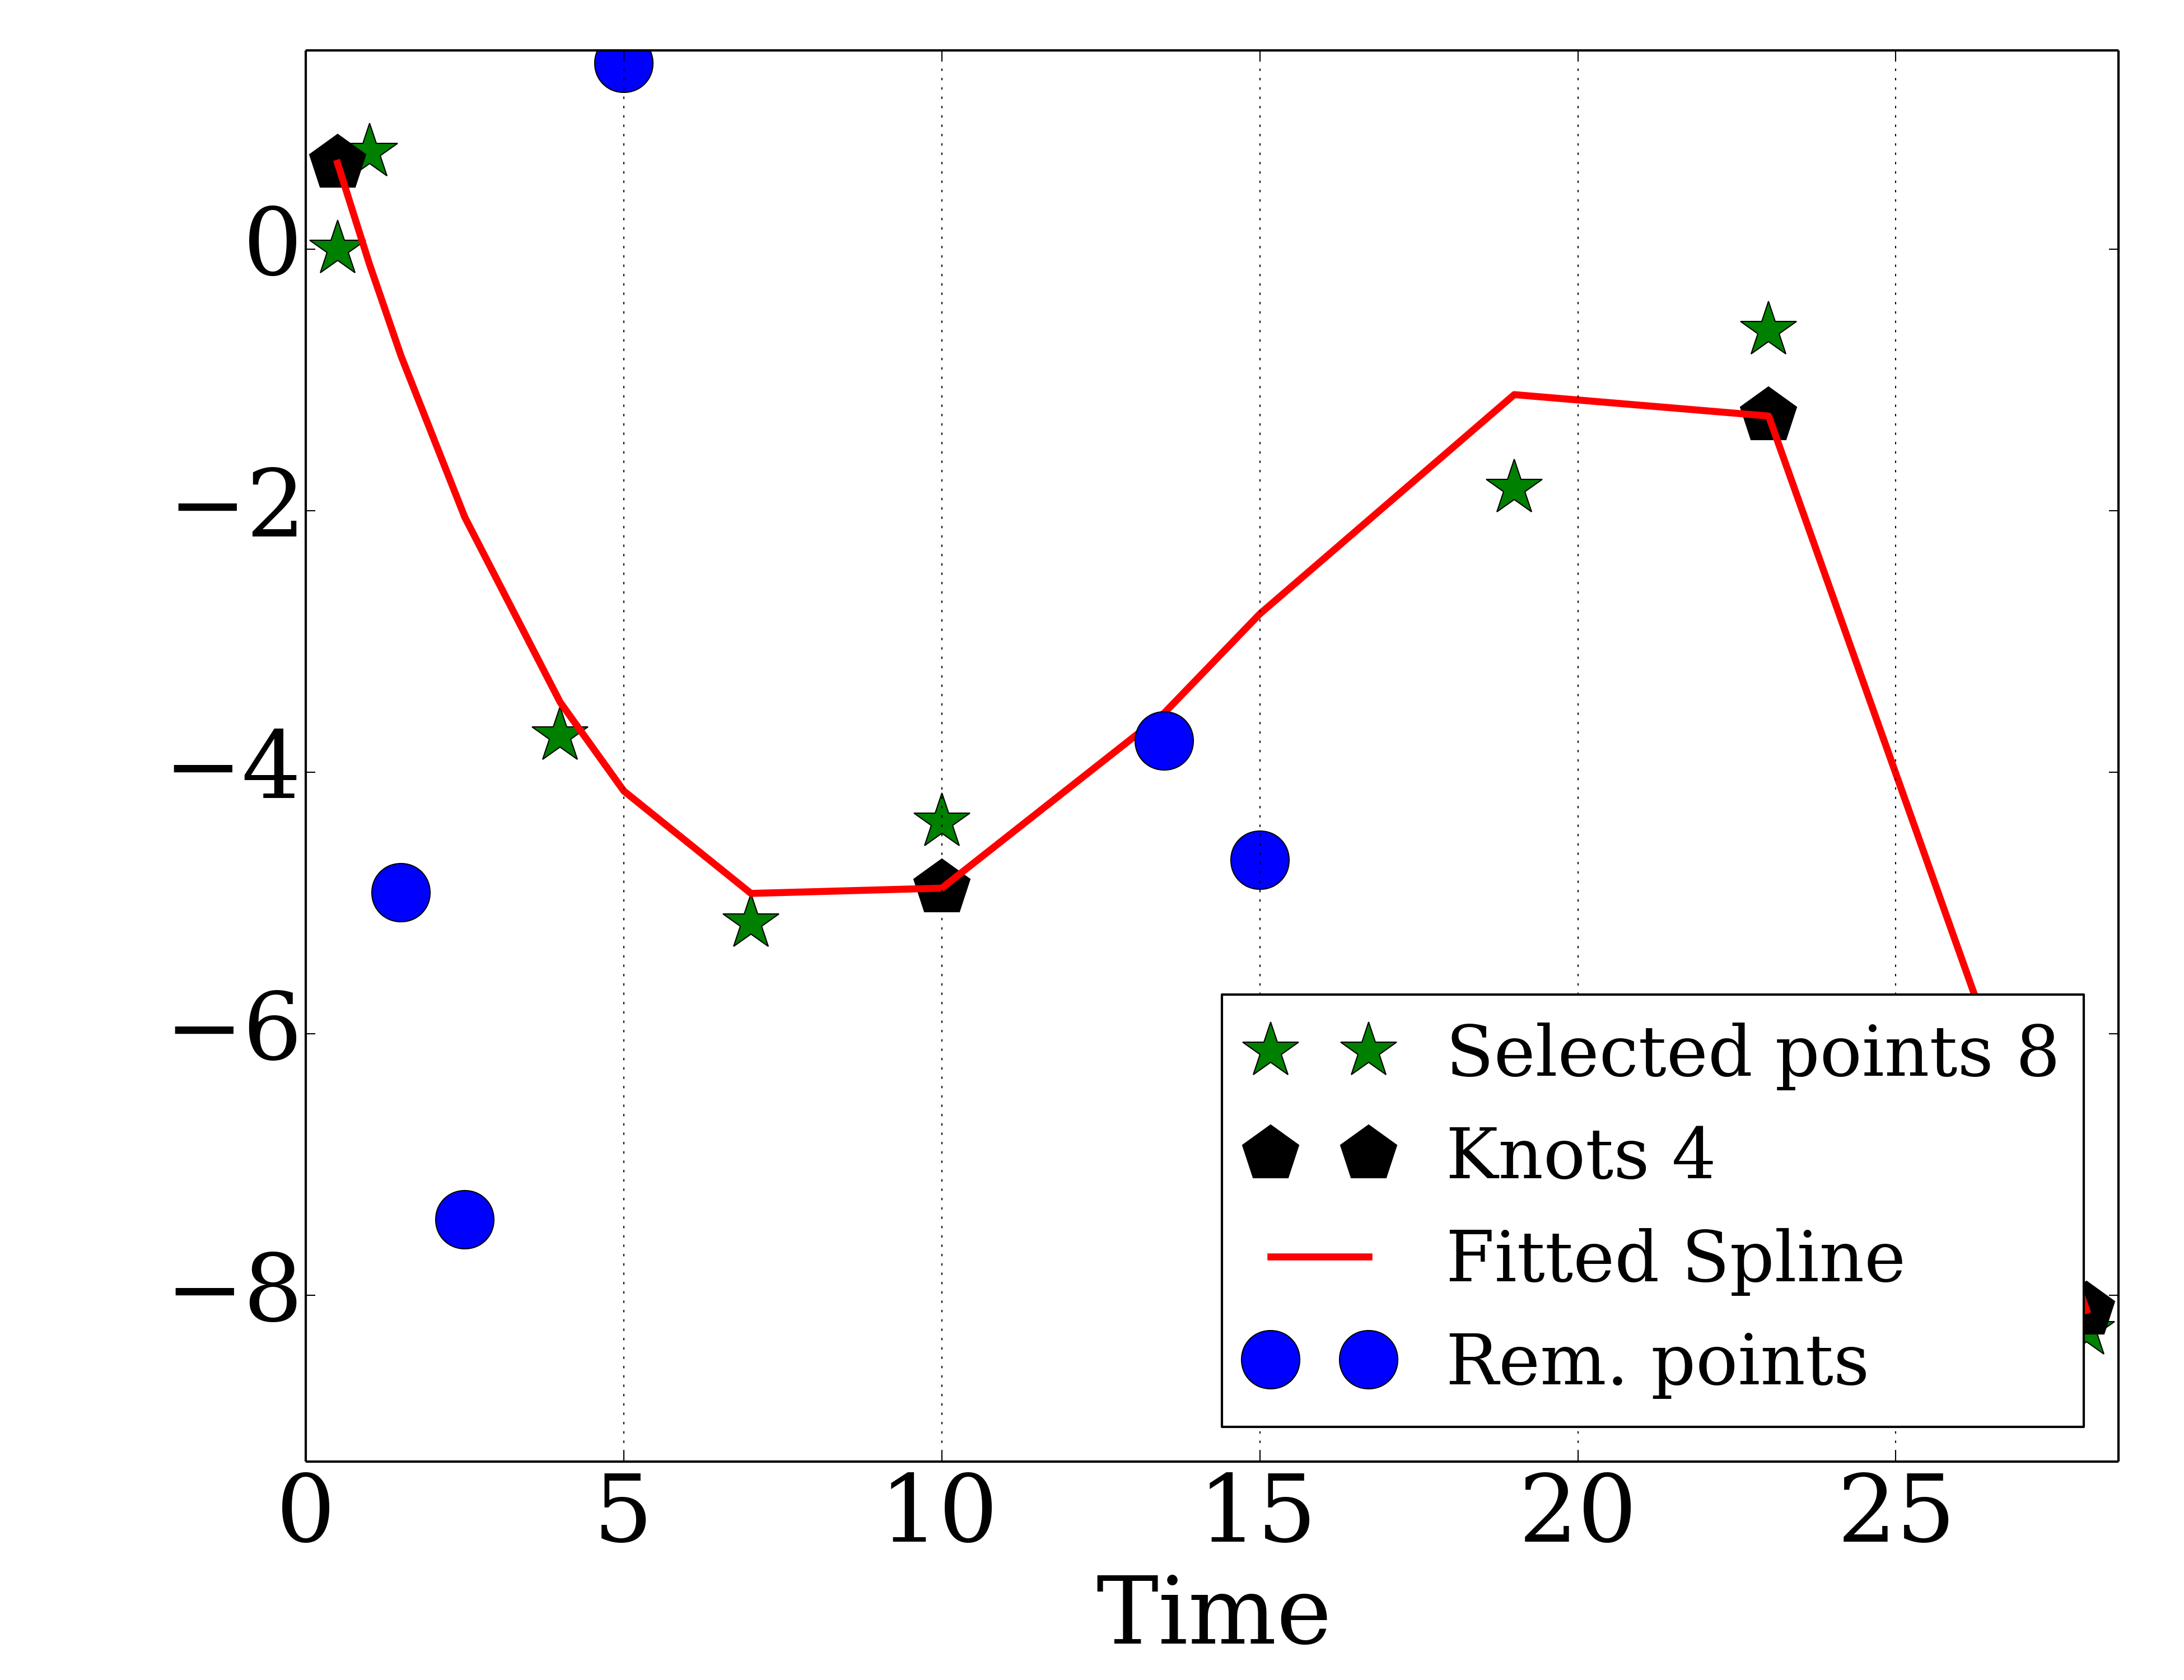 0
−2
−4
−6
−8
Selected points 8
Knots 4
Fitted Spline
Rem. points
0 5 10 15 20 25
Time